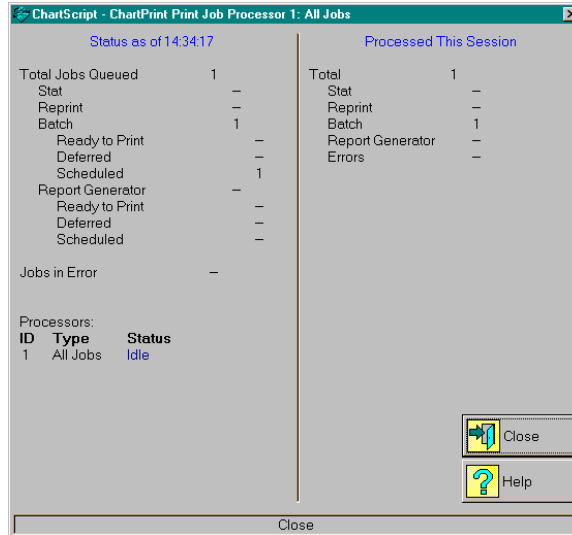 ChartScript - ChartPrint Print Job Processor 1: All Jobs
Status as of 14:34:17
Total Jobs Queued 1
Stat –
Reprint –
Batch 1
Ready to Print –
Deferred –
Scheduled 1
Report Generator –
Ready to Print –
Deferred –
Scheduled –
Jobs in Error –
Processors:
ID Type Status
1 All Jobs Idle
Processed This Session
Total 1
Stat –
Reprint –
Batch 1
Report Generator –
Errors –
Close
Help
Close